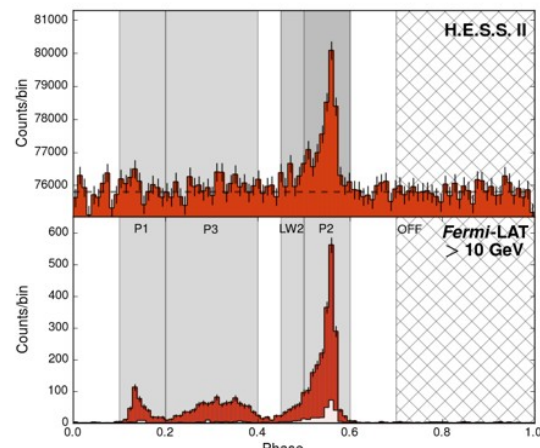 81000
80000
79000
78000
77000
76000
Counts/bin
H.E.S.S. II
600
500
400
300
200
100
0
Counts/bin
P1
P3
LW2
P2
OFF
Fermi-LAT
> 10 GeV
0.0
0.2
0.4
0.6
0.8
1.0
Phase